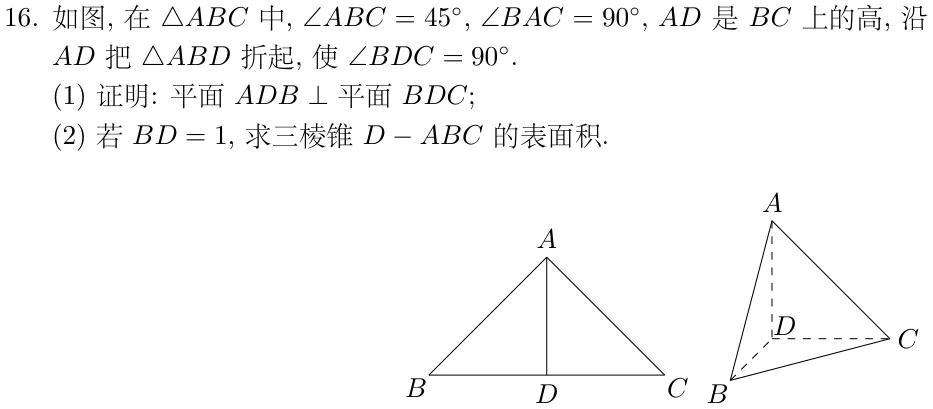 16. 如图, 在 △ABC 中, ∠ABC = 45°, ∠BAC = 90°, AD 是 BC 上的高, 沿
AD 把 △ABD 折起, 使 ∠BDC = 90°.
(1) 证明: 平面 ADB ⊥ 平面 BDC;
(2) 若 BD = 1, 求三棱锥 D − ABC 的表面积.
A
B
D
C
A
D
C
B